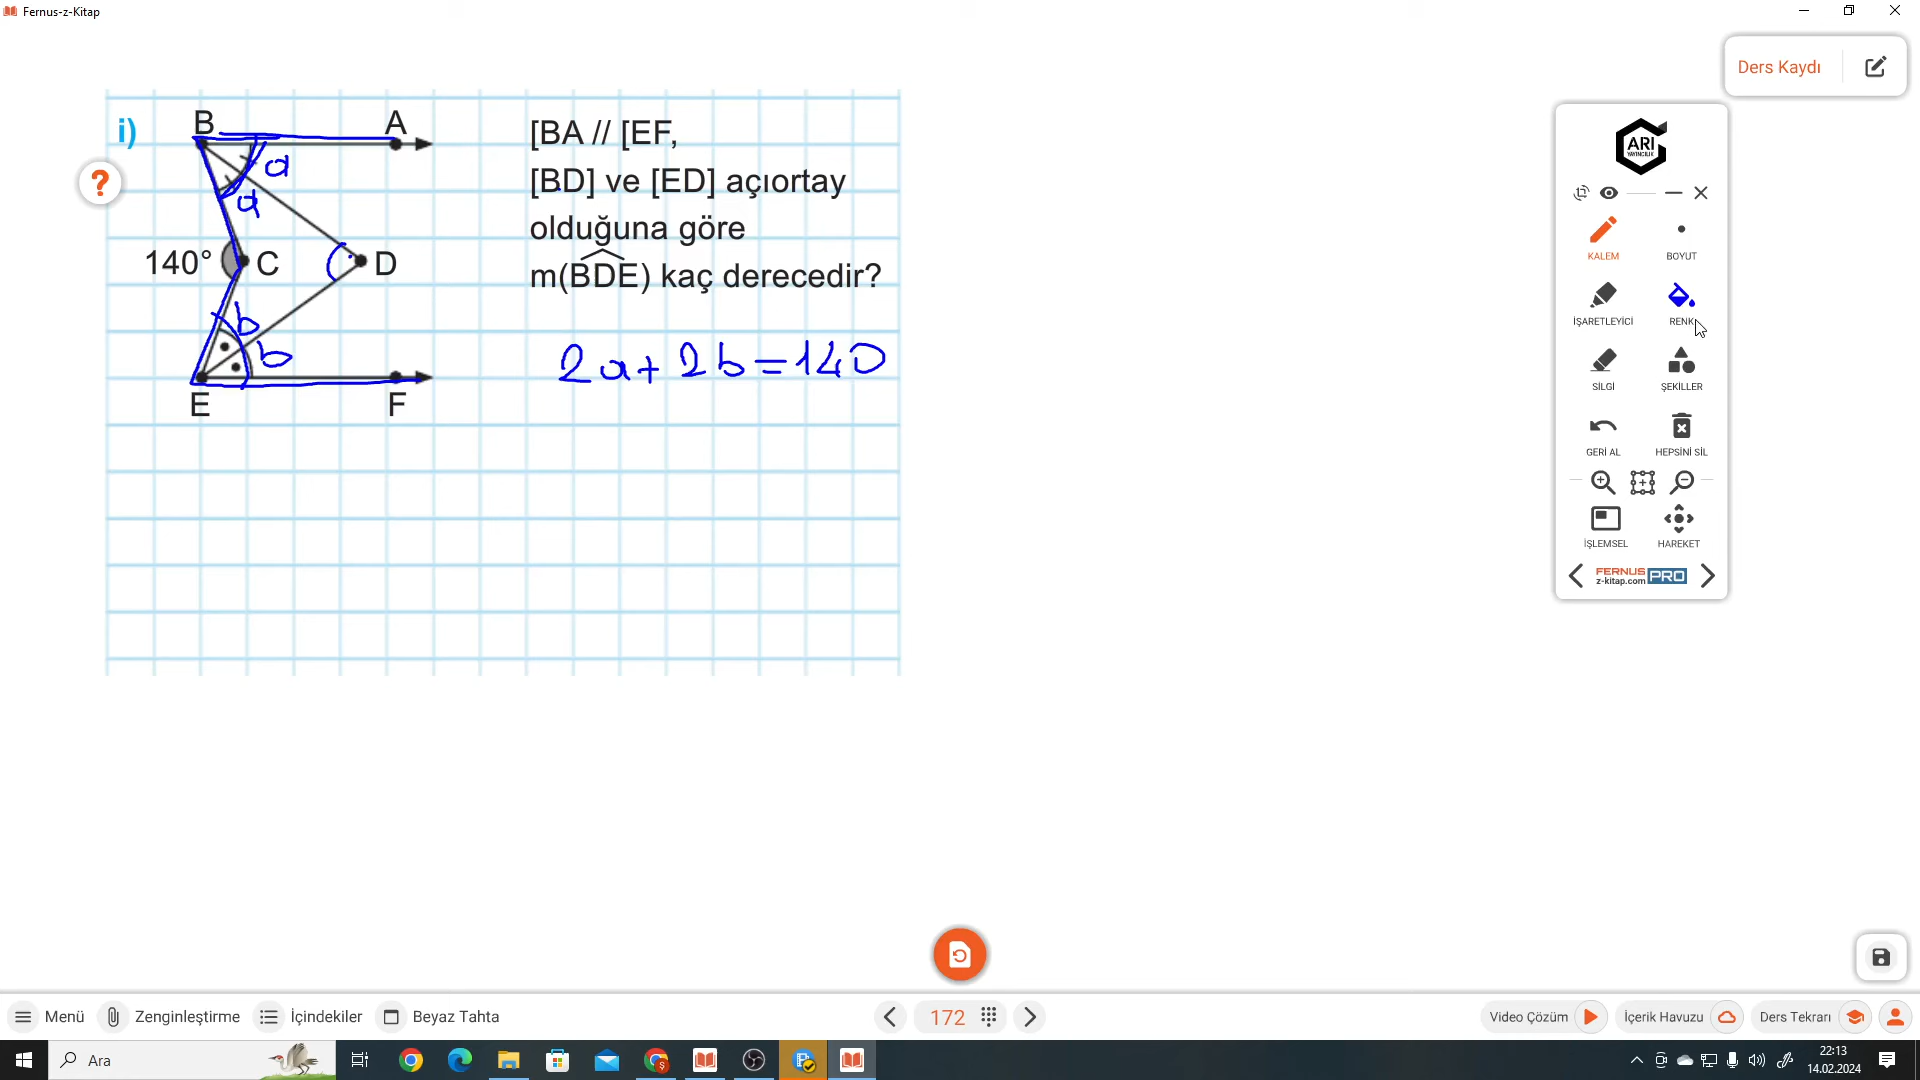 Fernus-z-Kitap
Ders Kaydı
i)
B
A
a
a
140°
C
D
b
b
E
F
[BA // [EF,
[BD] ve [ED] açıortay
olduğuna göre
m(BDE) kaç derecedir?
2a+2b=140
?
ARI
YAYINCILIK
KALEM
BOYUT
İŞARETLEYİCİ
RENK
SİLGİ
ŞEKİLLER
GERİ AL
HEPSİNİ SİL
İŞLEMSEL
HAREKET
FERNUS
z-kitap.com
PRO
Menü
Zenginleştirme
İçindekiler
Beyaz Tahta
172
Video Çözüm
İçerik Havuzu
Ders Tekrarı
Ara
22:13
14.02.2024